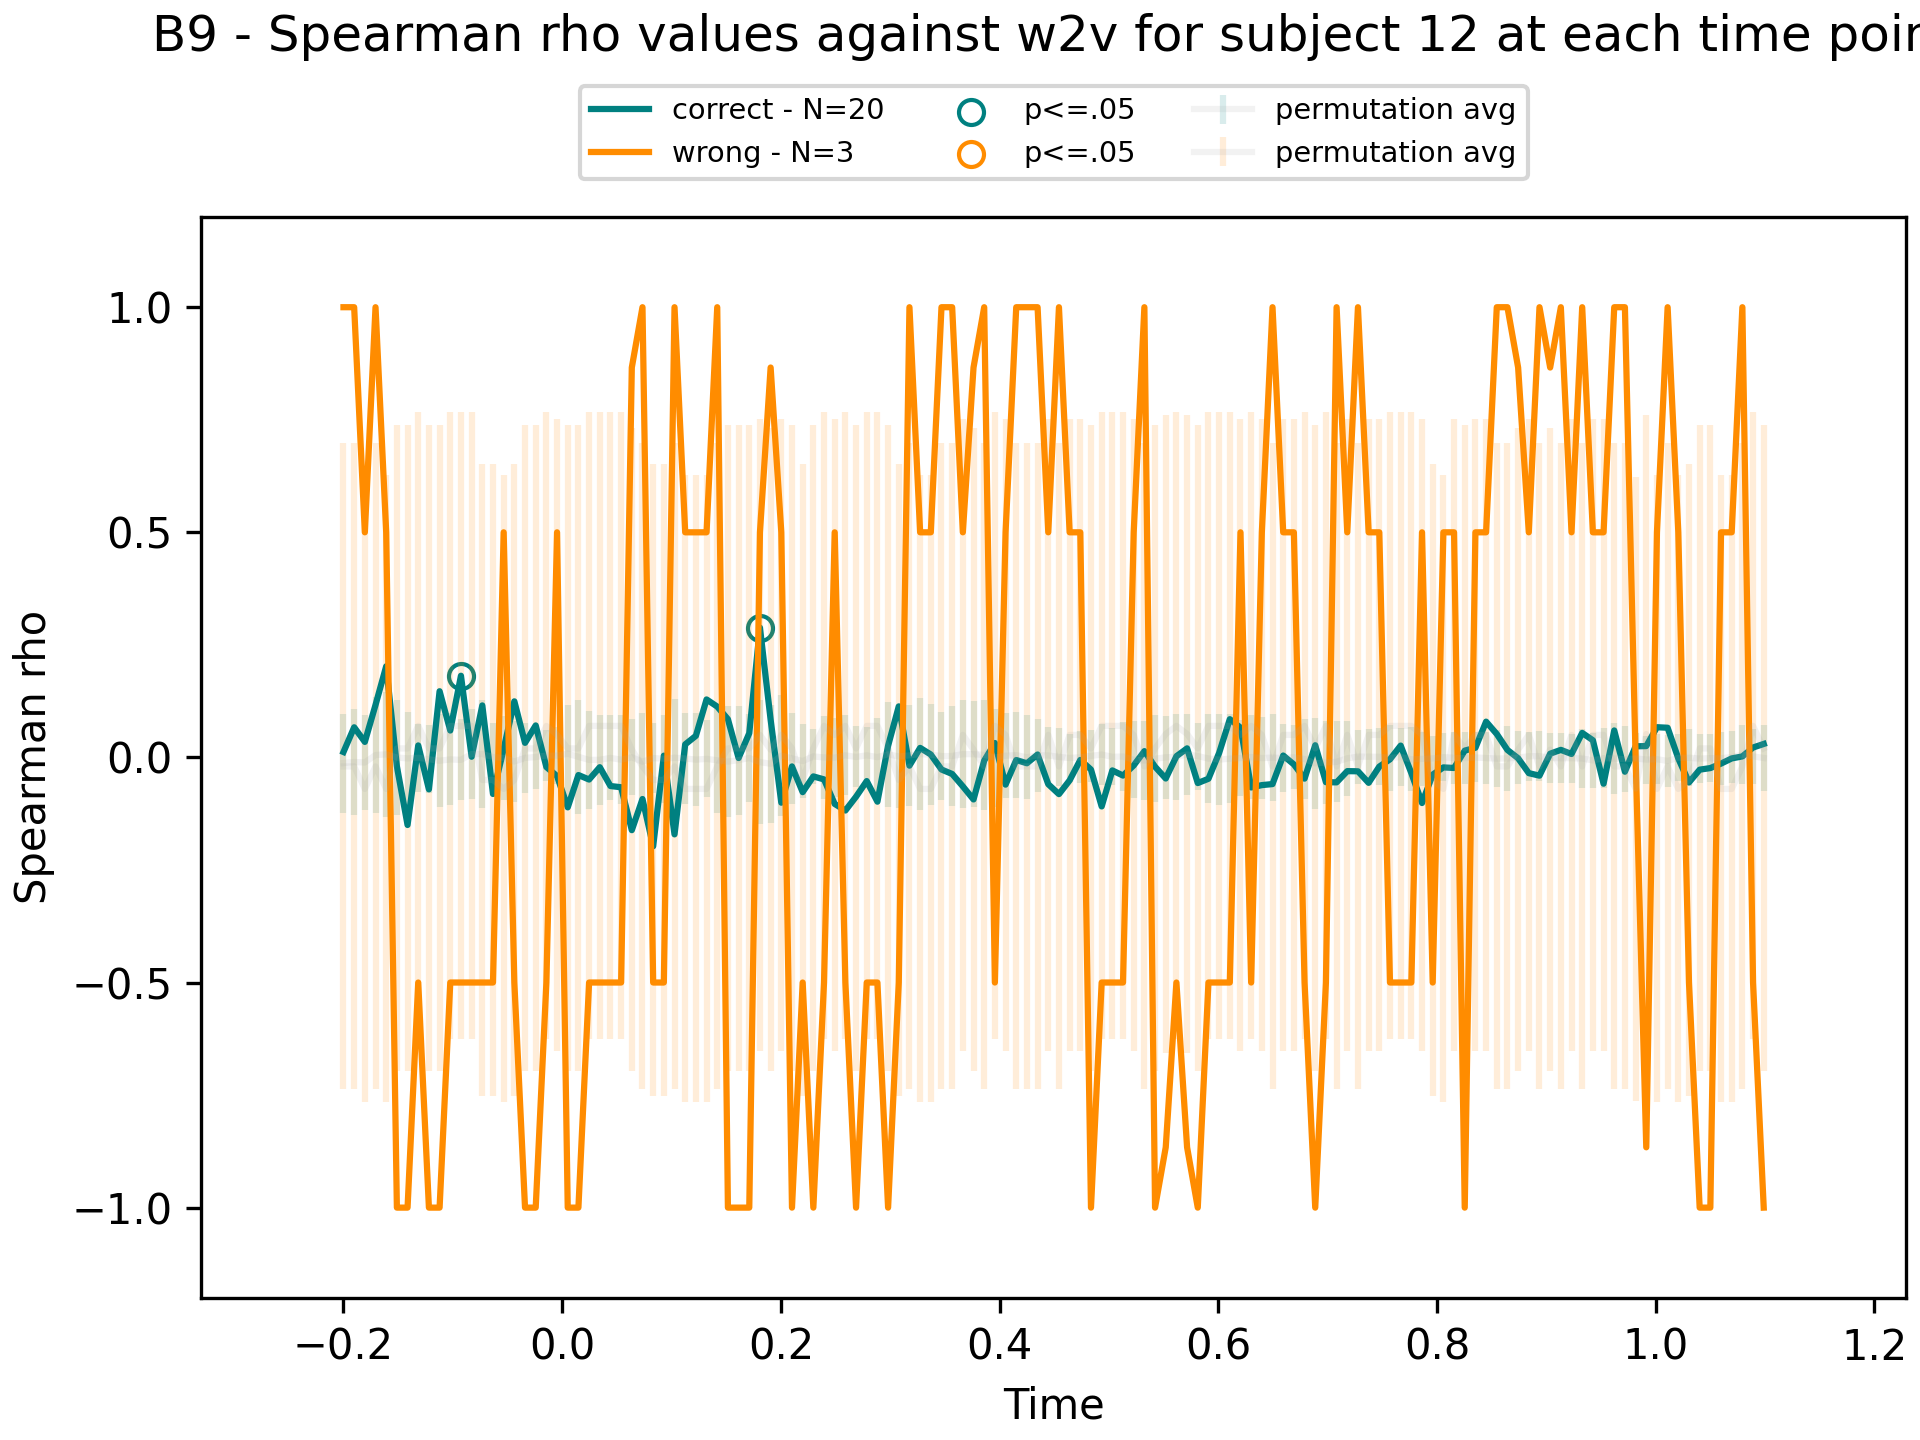 B9 - Spearman rho values against w2v for subject 12 at each time poin
correct - N=20
wrong - N=3
p<=.05
p<=.05
permutation avg
permutation avg
1.0
0.5
0.0
−0.5
−1.0
Spearman rho
−0.2 0.0 0.2 0.4 0.6 0.8 1.0 1.2
Time